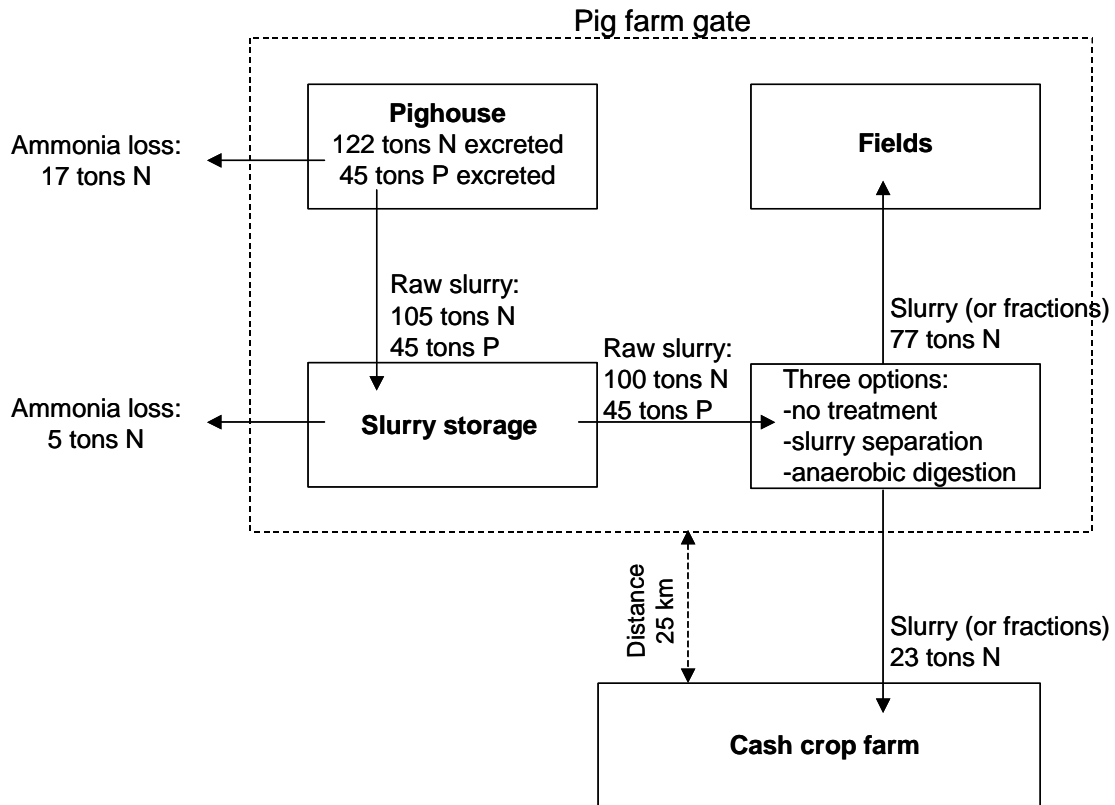 Pig farm gate
Pighouse
122 tons N excreted
45 tons P excreted
Fields
Ammonia loss:
17 tons N
Raw slurry:
105 tons N
45 tons P
Slurry (or fractions)
77 tons N
Raw slurry:
100 tons N
45 tons P
Ammonia loss:
5 tons N
Slurry storage
Three options:
-no treatment
-slurry separation
-anaerobic digestion
Distance
25 km
Slurry (or fractions)
23 tons N
Cash crop farm